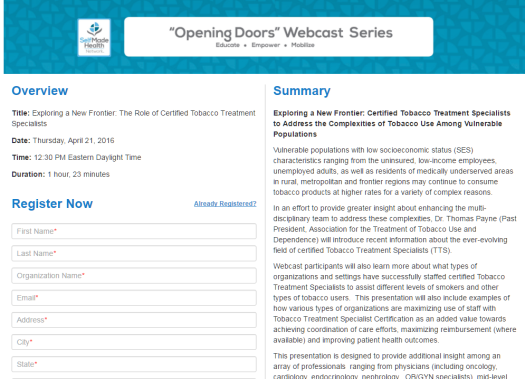 SelfMade
Health
NETWORK
"Opening Doors" Webcast Series
Educate • Empower • Mobilize
Overview
Title: Exploring a New Frontier: The Role of Certified Tobacco Treatment
Specialists
Date: Thursday, April 21, 2016
Time: 12:30 PM Eastern Daylight Time
Duration: 1 hour, 23 minutes
Register Now
Already Registered?
First Name*
Last Name*
Organization Name*
Email*
Address*
City*
State*
Summary
Exploring a New Frontier: Certified Tobacco Treatment Specialists
to Address the Complexities of Tobacco Use Among Vulnerable
Populations
Vulnerable populations with low socioeconomic status (SES)
characteristics ranging from the uninsured, low-income employees,
unemployed adults, as well as residents of medically underserved areas
in rural, metropolitan and frontier regions may continue to consume
tobacco products at higher rates for a variety of complex reasons.
In an effort to provide greater insight about enhancing the multi-
disciplinary team to address these complexities, Dr. Thomas Payne (Past
President, Association for the Treatment of Tobacco Use and
Dependence) will introduce recent information about the ever-evolving
field of certified Tobacco Treatment Specialists (TTS).
Webcast participants will also learn more about what types of
organizations and settings have successfully staffed certified Tobacco
Treatment Specialists to assist different levels of smokers and other
types of tobacco users. This presentation will also include examples of
how various types of organizations are maximizing use of staff with
Tobacco Treatment Specialist Certification as an added value towards
achieving coordination of care efforts, maximizing reimbursement (where
available) and improving patient health outcomes.
This presentation is designed to provide additional insight among an
array of professionals ranging from physicians (including oncology,
cardiology, endocrinology, nephrology, OB/GYN specialists), mid-level